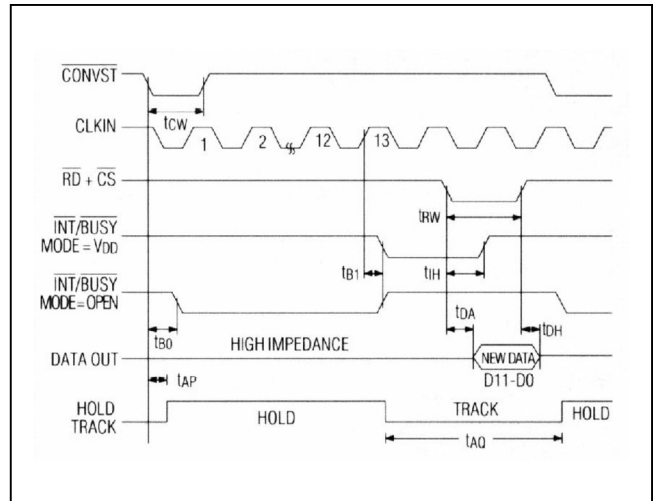 CONVST
tCW
CLKIN
1 2 12 13
RD + CS
tRW
INT/BUSY
MODE = VDD
tB1 tIH
INT/BUSY
MODE = OPEN
tB0 tDA tDH
HIGH IMPEDANCE
DATA OUT NEW DATA
D11-D0
tAP
HOLD
TRACK
HOLD TRACK HOLD
tAQ